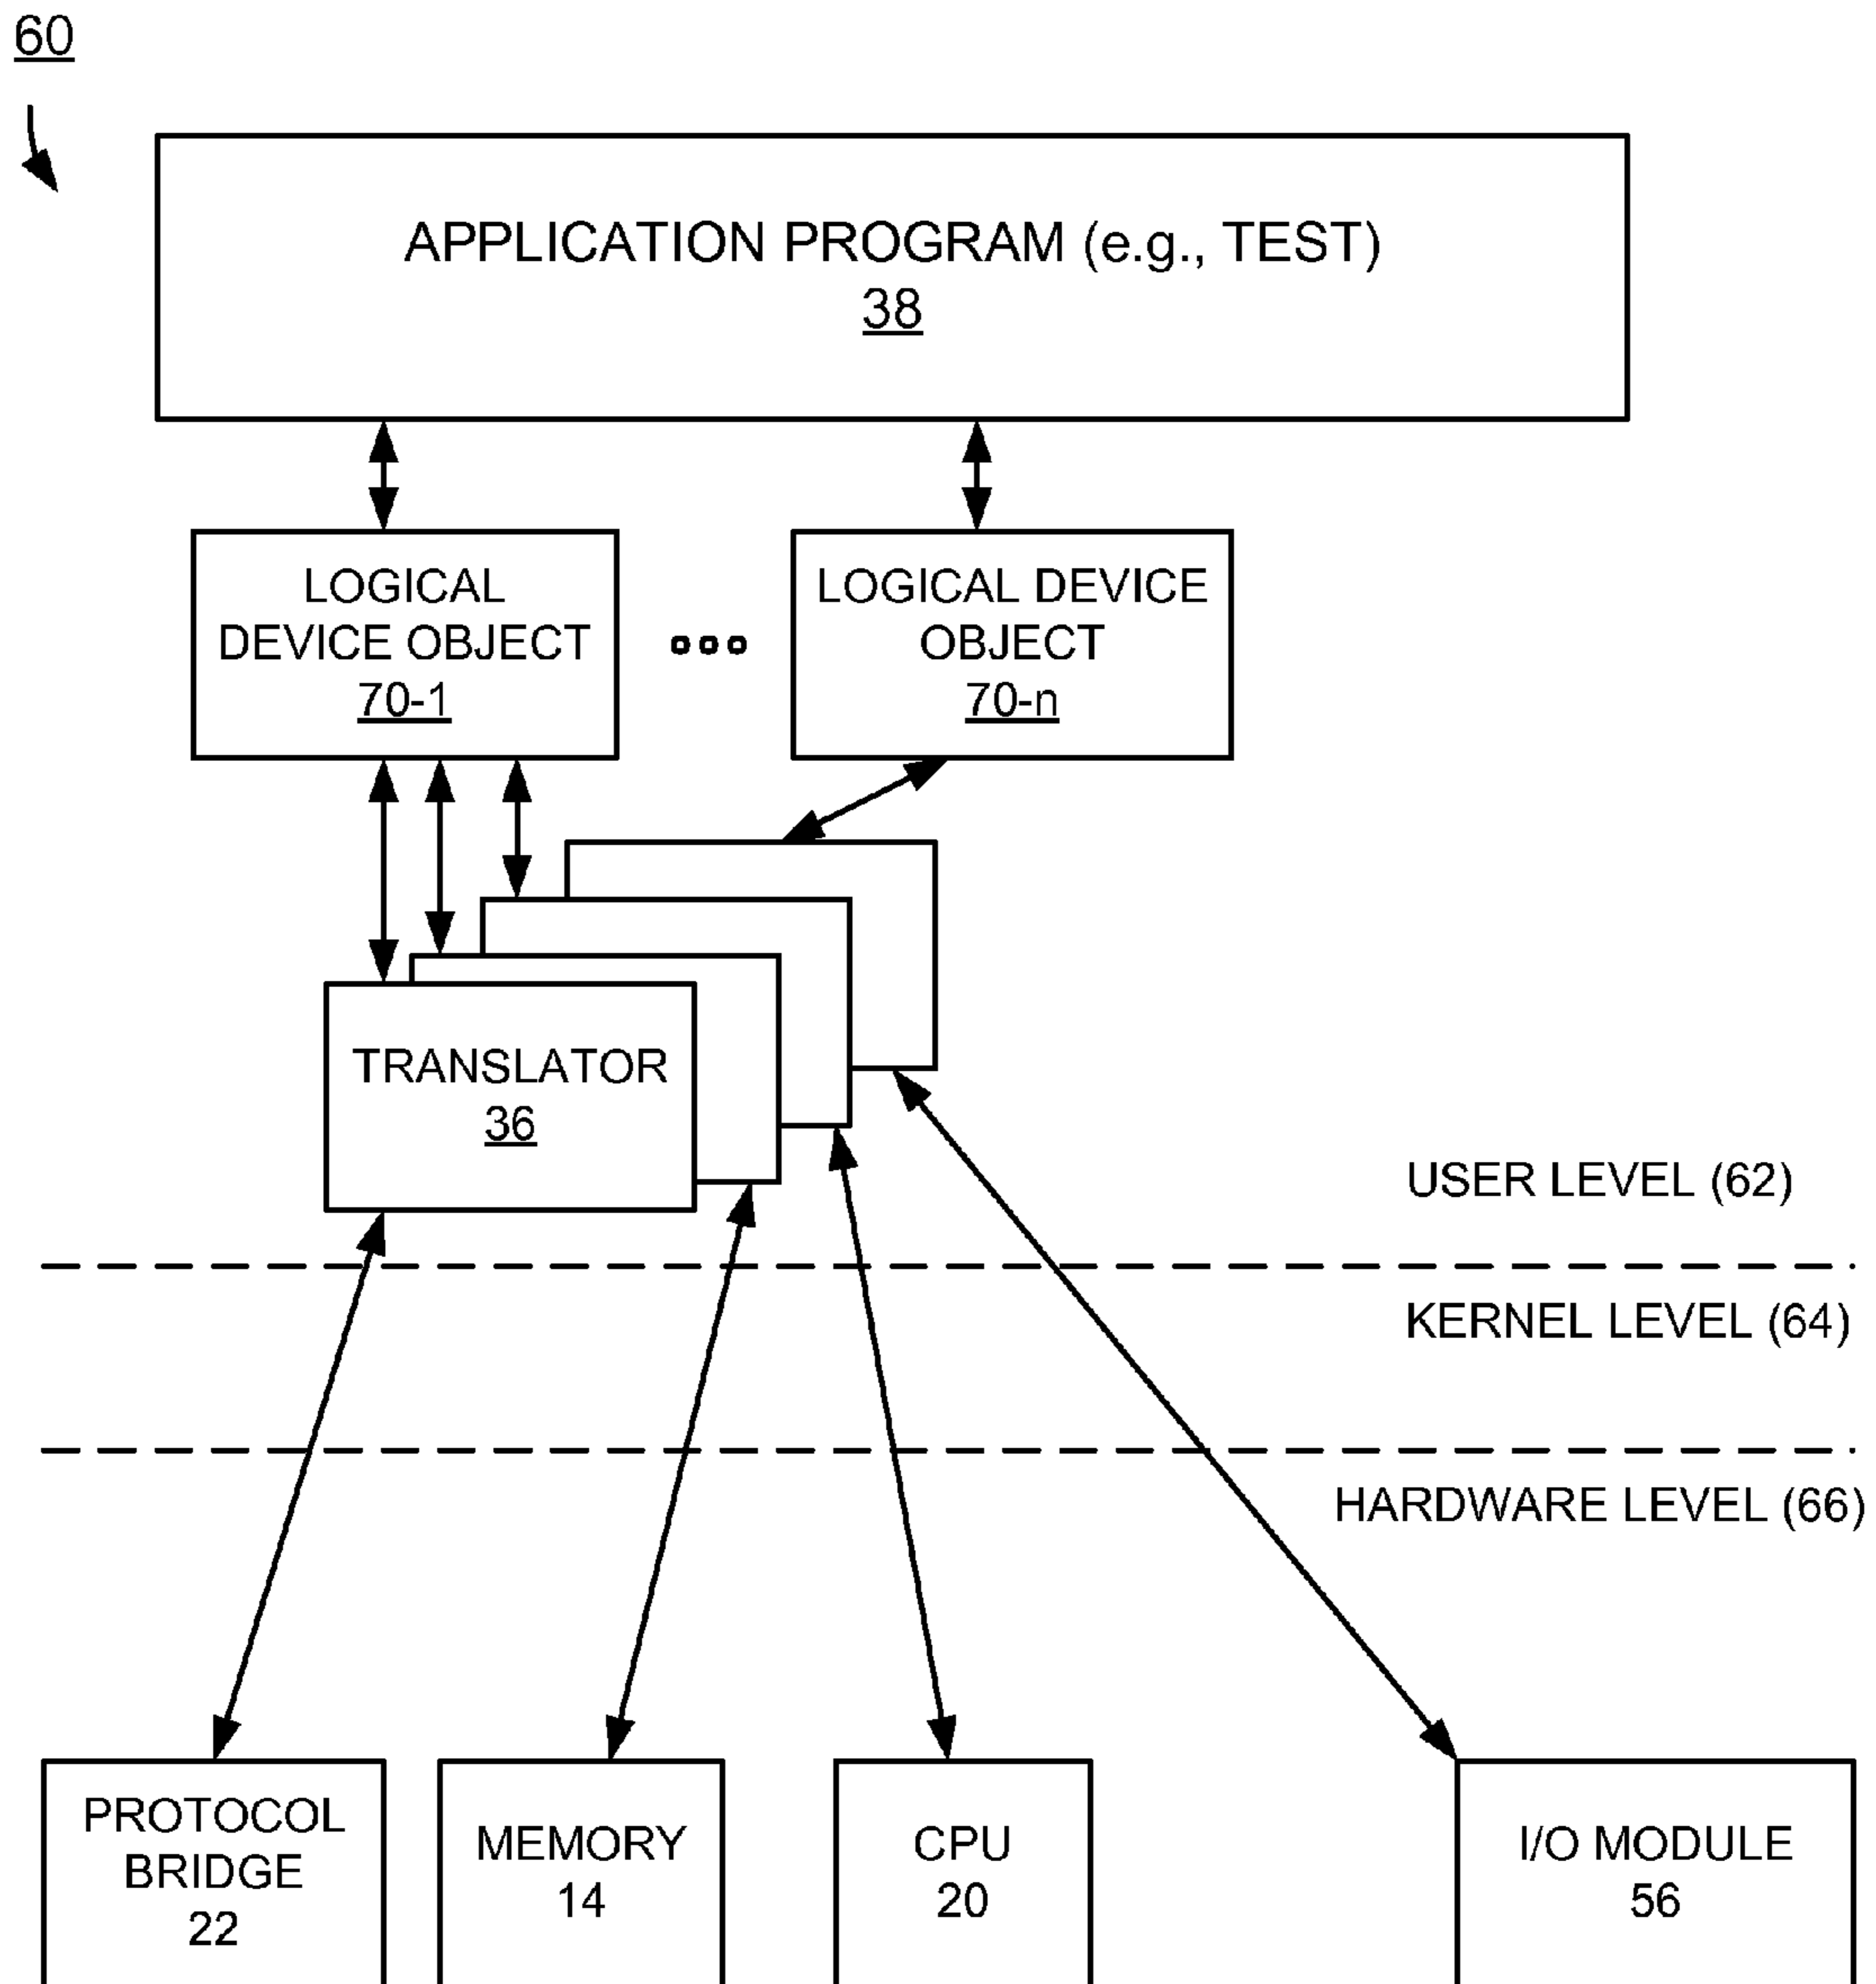 60
APPLICATION PROGRAM (e.g., TEST)
38
LOGICAL
DEVICE OBJECT
70-1
LOGICAL DEVICE
OBJECT
70-n
TRANSLATOR
36
USER LEVEL (62)
KERNEL LEVEL (64)
HARDWARE LEVEL (66)
PROTOCOL
BRIDGE
22
MEMORY
14
CPU
20
I/O MODULE
56